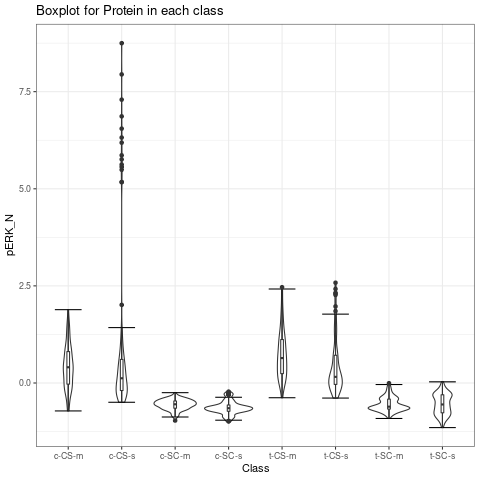 Boxplot for Protein in each class
pERK_N
7.5
5.0
2.5
0.0
c-CS-m c-CS-s c-SC-m c-SC-s t-CS-m t-CS-s t-SC-m t-SC-s
Class